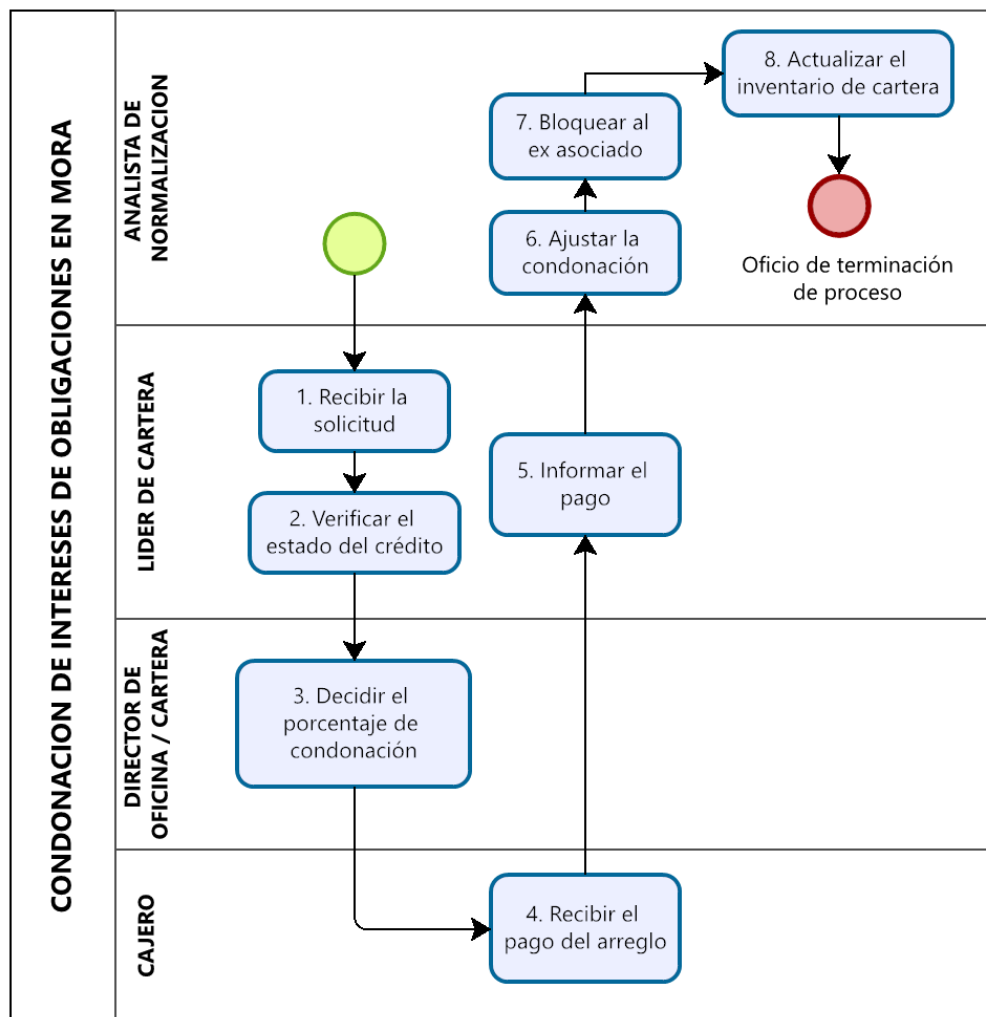 CONDONACION DE INTERESES DE OBLIGACIONES EN MORA
ANALISTA DE
NORMALIZACION
8. Actualizar el
inventario de cartera
7. Bloquear al
ex asociado
6. Ajustar la
condonación
Oficio de terminación
de proceso
LIDER DE CARTERA
1. Recibir la
solicitud
2. Verificar el
estado del crédito
5. Informar el
pago
DIRECTOR DE
OFICINA / CARTERA
3. Decidir el
porcentaje de
condonación
CAJERO
4. Recibir el
pago del arreglo